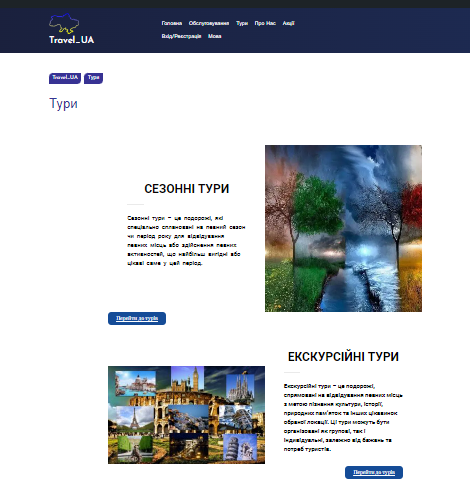 Travel_UA
Головна Обслуговування Тури Про Нас Акції
Вхід/Реєстрація Мова
Travel_UA Тури
Тури
СЕЗОННІ ТУРИ
Сезонні тури – це подорожі, які
спеціально сплановані на певний сезон
чи період року для відвідування
певних місць або здійснення певних
активностей, що найбільш вигідні або
цікаві саме у цей період.
Перейти до турів
ЕКСКУРСІЙНІ ТУРИ
Екскурсійні тури – це подорожі,
спрямовані на відвідування певних місць
з метою пізнання культури, історії,
природних пам'яток та інших цікавинок
обраної локації. Ці тури можуть бути
організовані як групові, так і
індивідуальні, залежно від бажань та
потреб туристів.
Перейти до турів